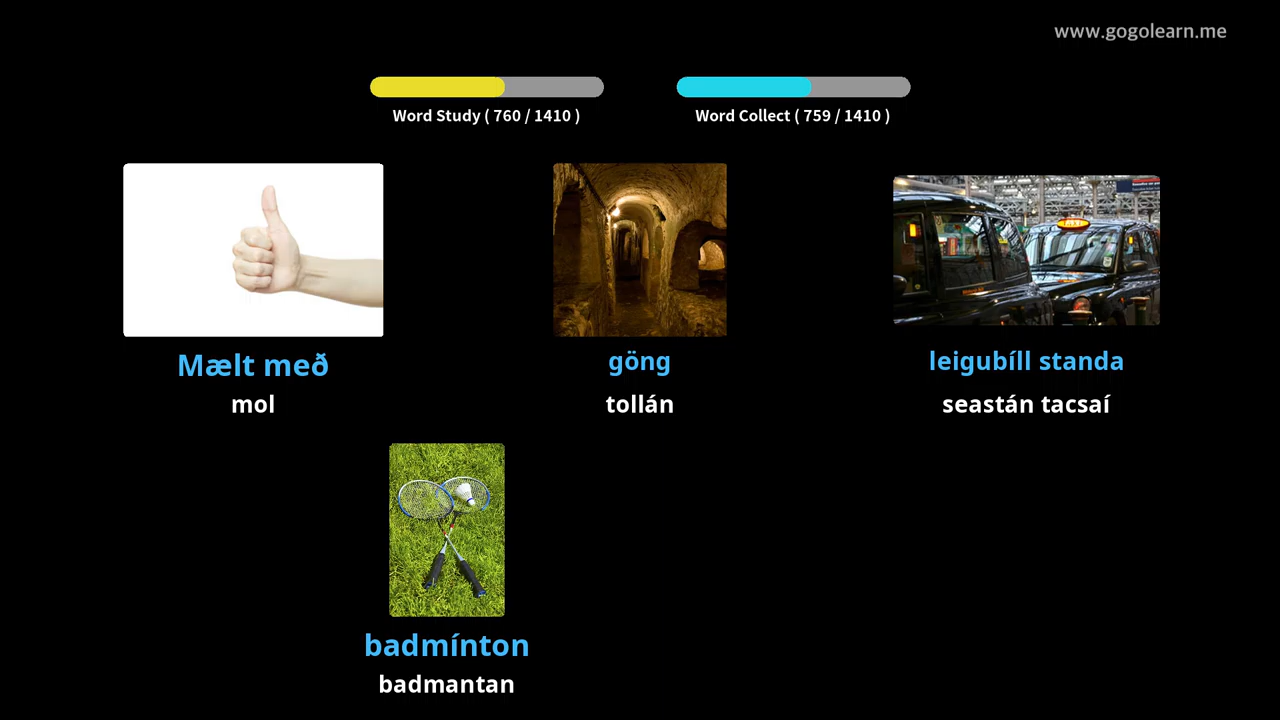 www.gogolearn.me
Word Study ( 760 / 1410 )
Word Collect ( 759 / 1410 )
Mælt með
mol
göng
tollán
leigubíll standa
seastán tacsaí
badmínton
badmantan